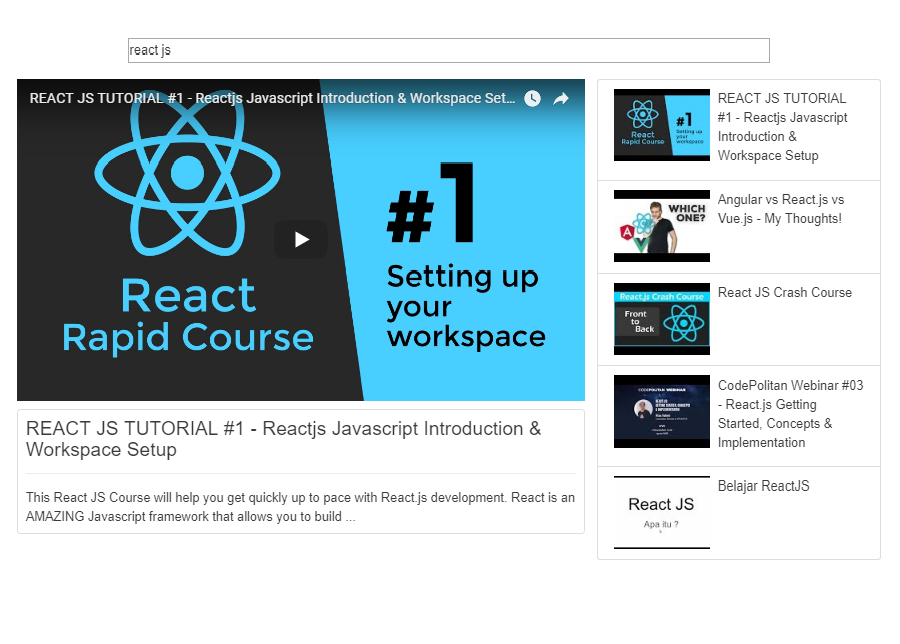 react js
REACT JS TUTORIAL #1 - Reactjs Javascript Introduction & Workspace Set...
React
Rapid Course
#1
Setting up
your
workspace
REACT JS TUTORIAL #1 - Reactjs Javascript Introduction &
Workspace Setup
This React JS Course will help you get quickly up to pace with React.js development. React is an
AMAZING Javascript framework that allows you to build ...
React
Rapid Course
#1
Setting up
your
workspace
REACT JS TUTORIAL
#1 - Reactjs Javascript
Introduction &
Workspace Setup
WHICH
ONE?
A
Angular vs React.js vs
Vue.js - My Thoughts!
React.js Crash Course
Front
to
Back
React JS Crash Course
CODEPOLITAN WEBINAR
CodePolitan Webinar #03
- React.js Getting
Started, Concepts &
Implementation
React JS
Apa itu ?
Belajar ReactJS